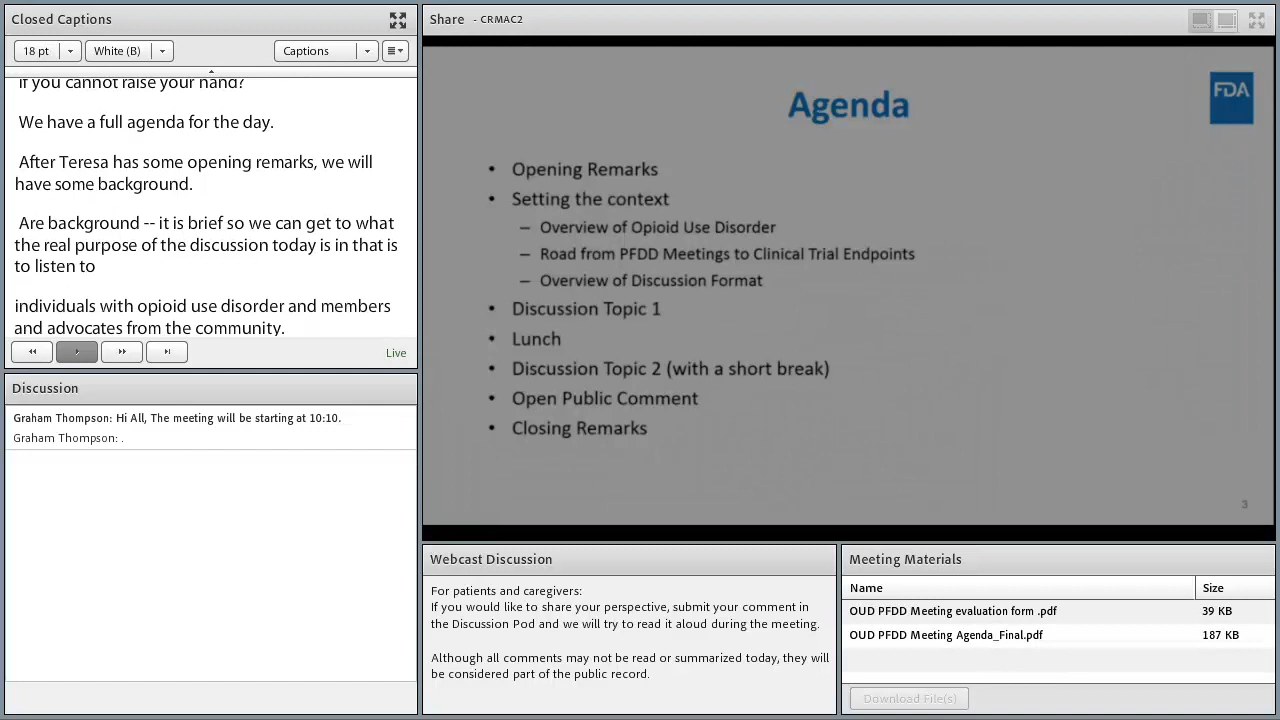 Closed Captions
18 pt
White (B)
Captions
if you cannot raise your hand?
We have a full agenda for the day.
After Teresa has some opening remarks, we will
have some background.
Are background -- it is brief so we can get to what
the real purpose of the discussion today is in that is
to listen to
individuals with opioid use disorder and members
and advocates from the community.
Live
Discussion
Graham Thompson: Hi All, The meeting will be starting at 10:10.
Graham Thompson: .
Share - CRMAC2
Agenda
FDA
• Opening Remarks
• Setting the context
– Overview of Opioid Use Disorder
– Road from PFDD Meetings to Clinical Trial Endpoints
– Overview of Discussion Format
• Discussion Topic 1
• Lunch
• Discussion Topic 2 (with a short break)
• Open Public Comment
• Closing Remarks
3
Webcast Discussion
For patients and caregivers:
If you would like to share your perspective, submit your comment in
the Discussion Pod and we will try to read it aloud during the meeting.
Although all comments may not be read or summarized today, they will
be considered part of the public record.
Meeting Materials
Name Size
OUD PFDD Meeting evaluation form .pdf 39 KB
OUD PFDD Meeting Agenda_Final.pdf 187 KB
Download File(s)